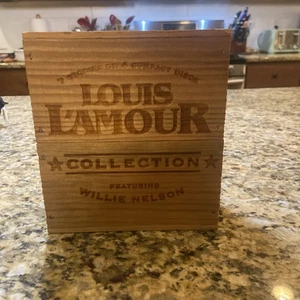 LOUIS
L'AMOUR
COLLECTION
FEATURING
WILLIE NELSON